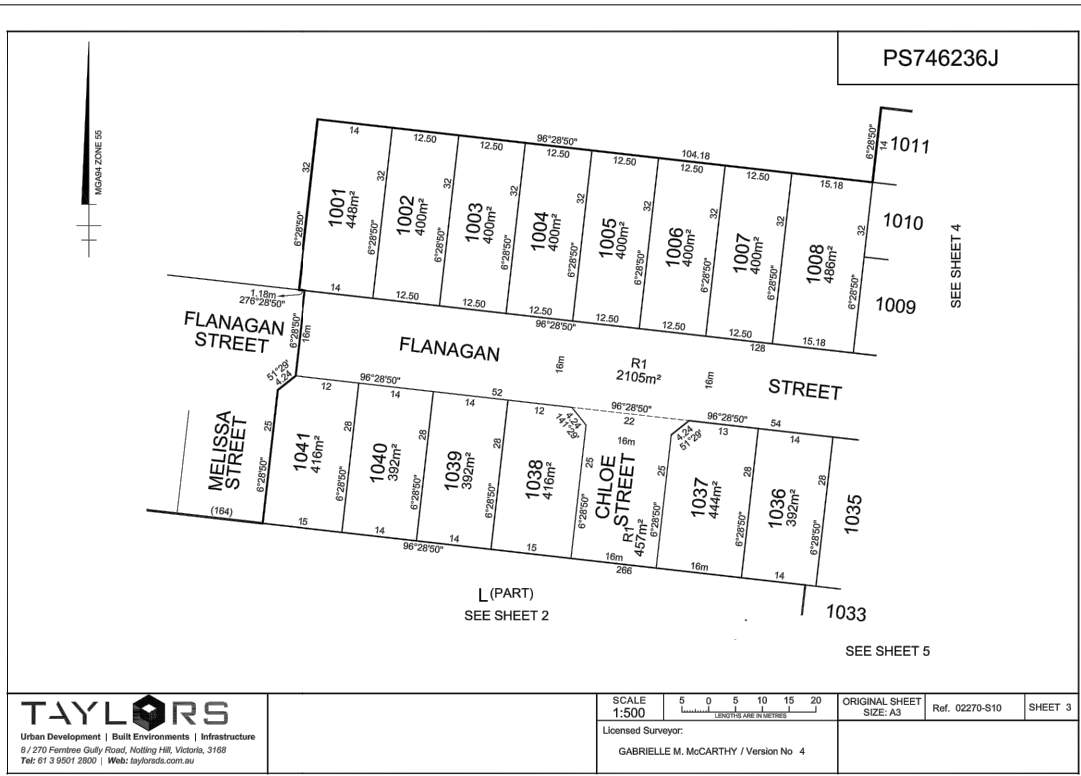 PS746236J
MGA94 ZONE 55
14
12.50
12.50
96°28'50"
12.50
12.50
104.18
12.50
12.50
15.18
6°28'50"
14
1011
1010
1009
SEE SHEET 4
32
6°28'50"
1001
448m²
32
6°28'50"
1002
400m²
32
6°28'50"
1003
400m²
32
6°28'50"
1004
400m²
32
6°28'50"
1005
400m²
32
6°28'50"
1006
400m²
32
6°28'50"
1007
400m²
32
6°28'50"
1008
486m²
32
6°28'50"
14
12.50
12.50
12.50
96°28'50"
12.50
12.50
12.50
128
15.18
1.18m
276°28'50"
6°28'50"
16m
FLANAGAN
STREET
FLANAGAN
16m
R1
2105m²
16m
STREET
51°29'
4.24
96°28'50"
12
14
52
14
12
4.24
141°29'
96°28'50"
22
16m
4.24
51°29'
96°28'50"
13
54
14
MELISSA
STREET
25
6°28'50"
1041
416m²
28
6°28'50"
1040
392m²
28
6°28'50"
1039
392m²
28
6°28'50"
1038
416m²
25
6°28'50"
CHLOE
STREET
R1
457m²
25
6°28'50"
1037
444m²
28
6°28'50"
1036
392m²
28
6°28'50"
1035
(164)
15
14
96°28'50"
14
15
16m
266
16m
14
L (PART)
SEE SHEET 2
1033
SEE SHEET 5
TAYLORS
Urban Development | Built Environments | Infrastructure
8 / 270 Ferntree Gully Road, Notting Hill, Victoria, 3168
Tel: 61 3 9501 2800 | Web: taylorsds.com.au
SCALE
1:500
5 0 5 10 15 20
LENGTHS ARE IN METRES
ORIGINAL SHEET
SIZE: A3
Ref. 02270-S10
SHEET 3
Licensed Surveyor:
GABRIELLE M. McCARTHY / Version No 4